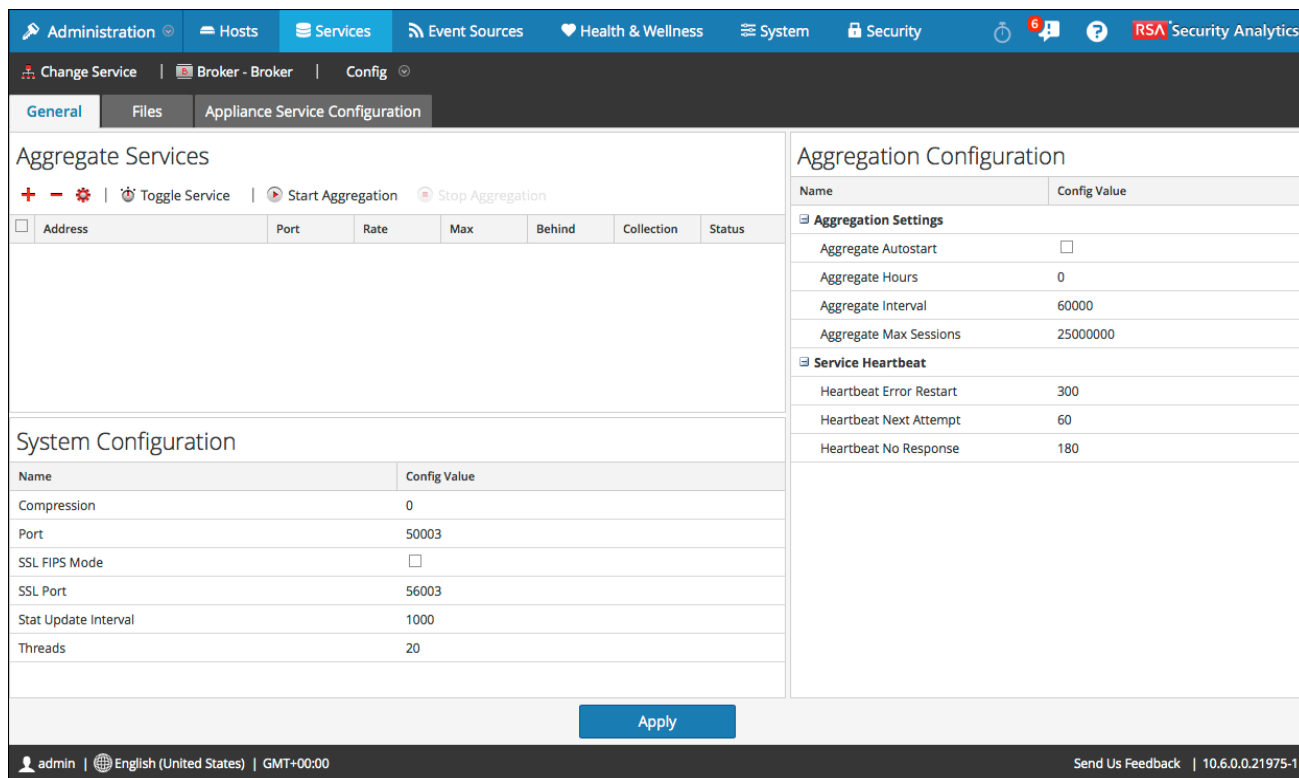 Administration Hosts Services Event Sources Health & Wellness System Security 6 ? RSA Security Analytics
Change Service | B Broker - Broker | Config
General Files Appliance Service Configuration
Aggregate Services
+ − | Toggle Service | Start Aggregation Stop Aggregation
Address Port Rate Max Behind Collection Status
System Configuration
Name Config Value
Compression 0
Port 50003
SSL FIPS Mode
SSL Port 56003
Stat Update Interval 1000
Threads 20
Aggregation Configuration
Name Config Value
Aggregation Settings
Aggregate Autostart
Aggregate Hours 0
Aggregate Interval 60000
Aggregate Max Sessions 25000000
Service Heartbeat
Heartbeat Error Restart 300
Heartbeat Next Attempt 60
Heartbeat No Response 180
Apply
admin | English (United States) | GMT+00:00 Send Us Feedback | 10.6.0.0.21975-1